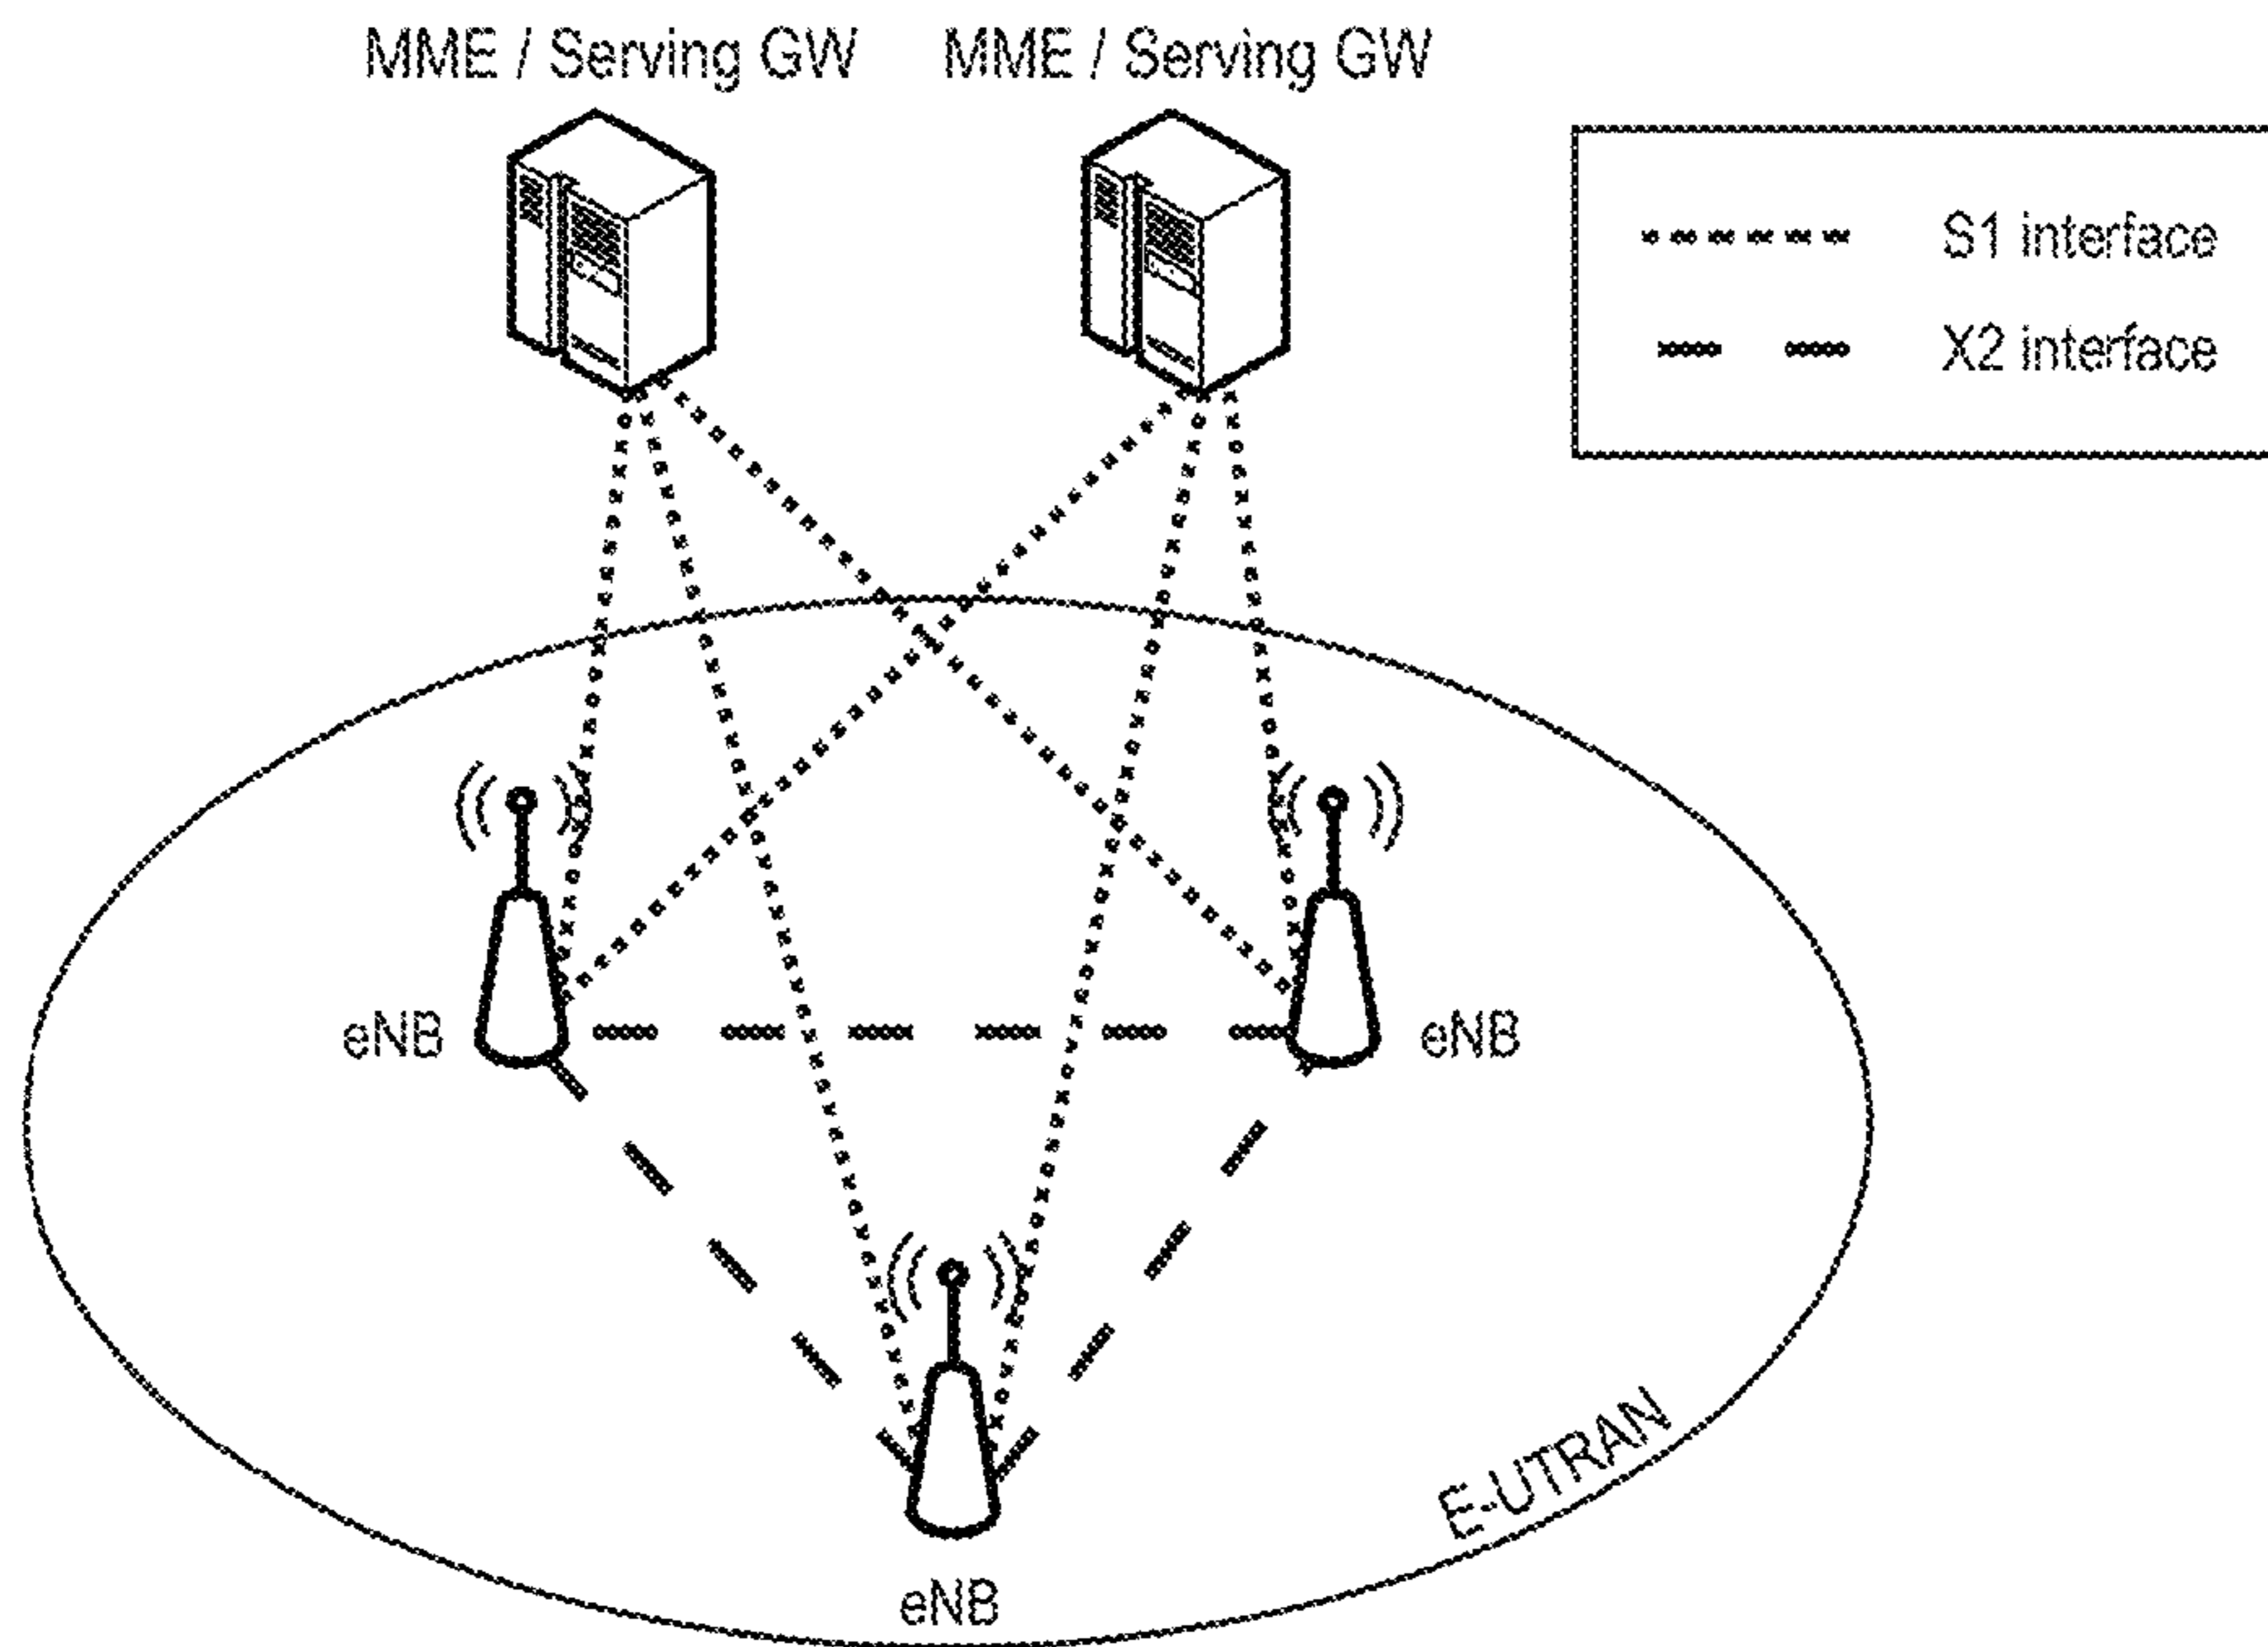 MME / Serving GW
MME / Serving GW
S1 interface
X2 interface
eNB
eNB
E-UTRAN
eNB